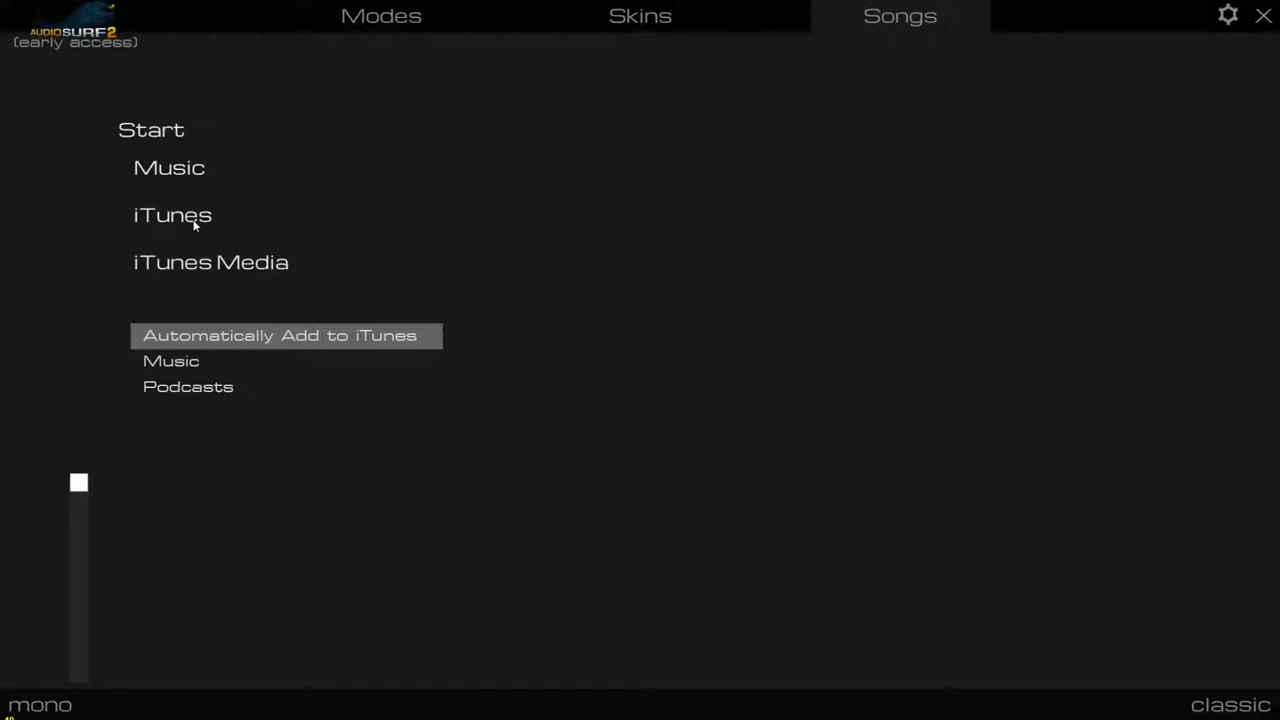 Modes Skins Songs
AUDIOSURF2
(early access)
Start
Music
iTunes
iTunes Media
Automatically Add to iTunes
Music
Podcasts
mono classic